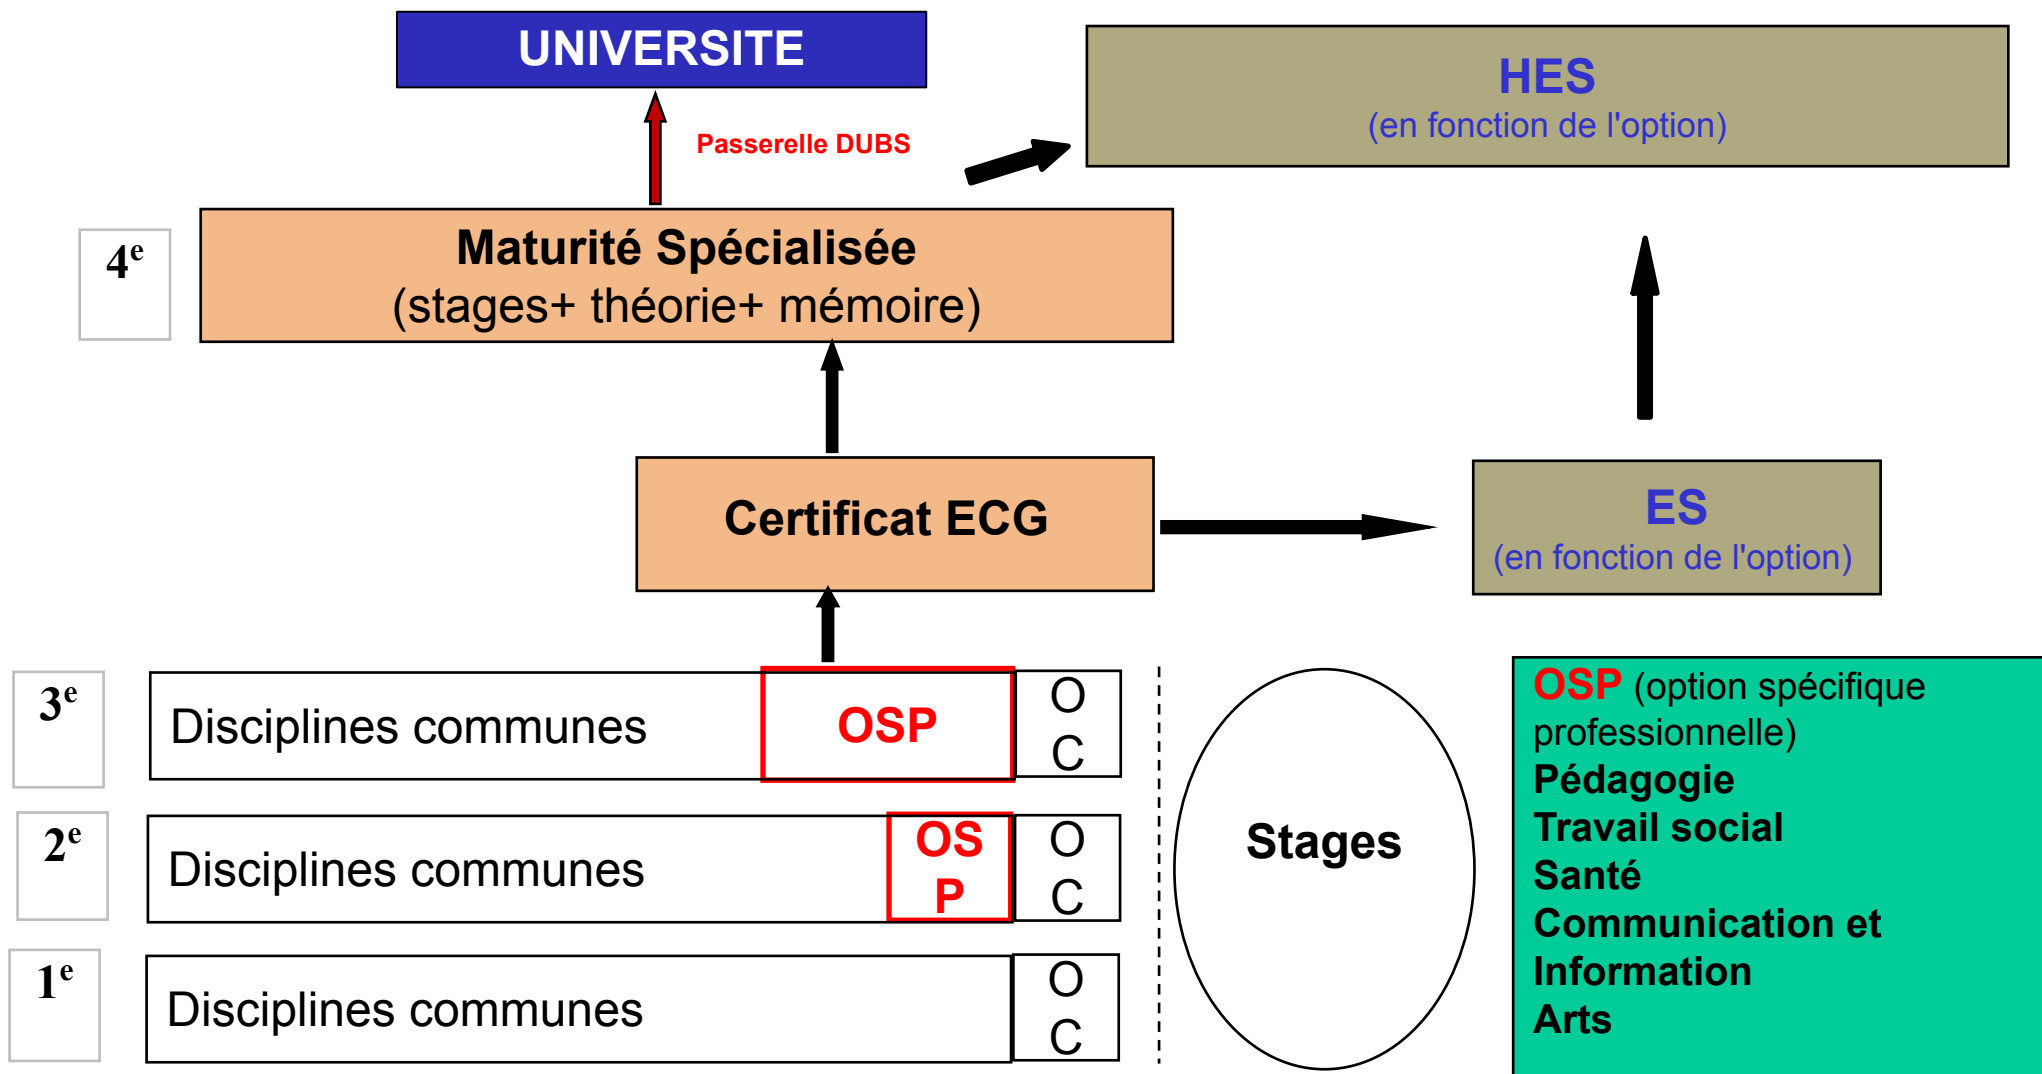 UNIVERSITE
HES
(en fonction de l'option)
Passerelle DUBS
4e
Maturité Spécialisée
(stages+ théorie+ mémoire)
Certificat ECG
ES
(en fonction de l'option)
3e
Disciplines communes
OSP
O
C
2e
Disciplines communes
OS
P
O
C
1e
Disciplines communes
O
C
Stages
OSP (option spécifique
professionnelle)
Pédagogie
Travail social
Santé
Communication et
Information
Arts